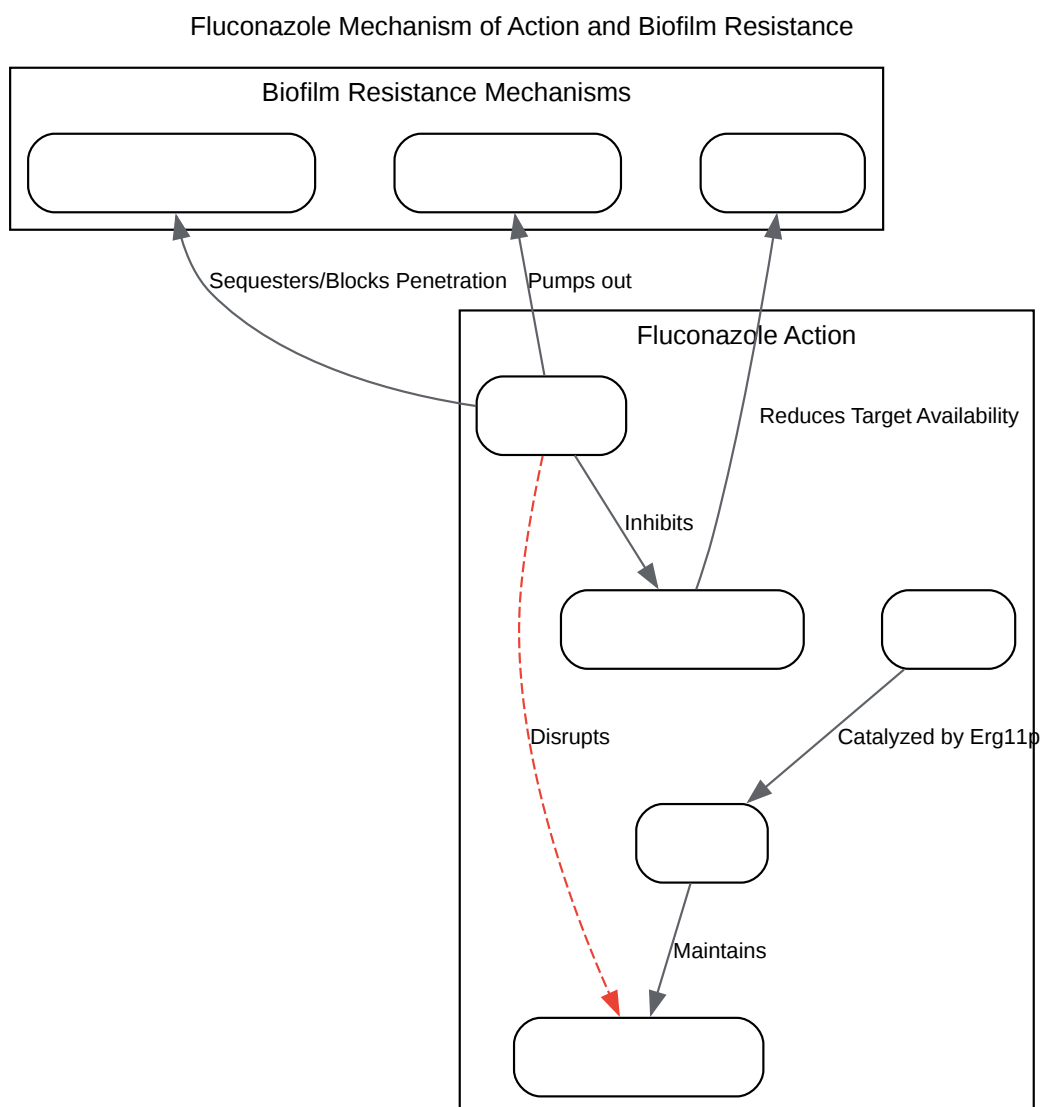 Fluconazole Mechanism of Action and Biofilm Resistance
Biofilm Resistance Mechanisms
Sequesters/Blocks Penetration
Pumps out
Fluconazole Action
Reduces Target Availability
Inhibits
Disrupts
Catalyzed by Erg11p
Maintains